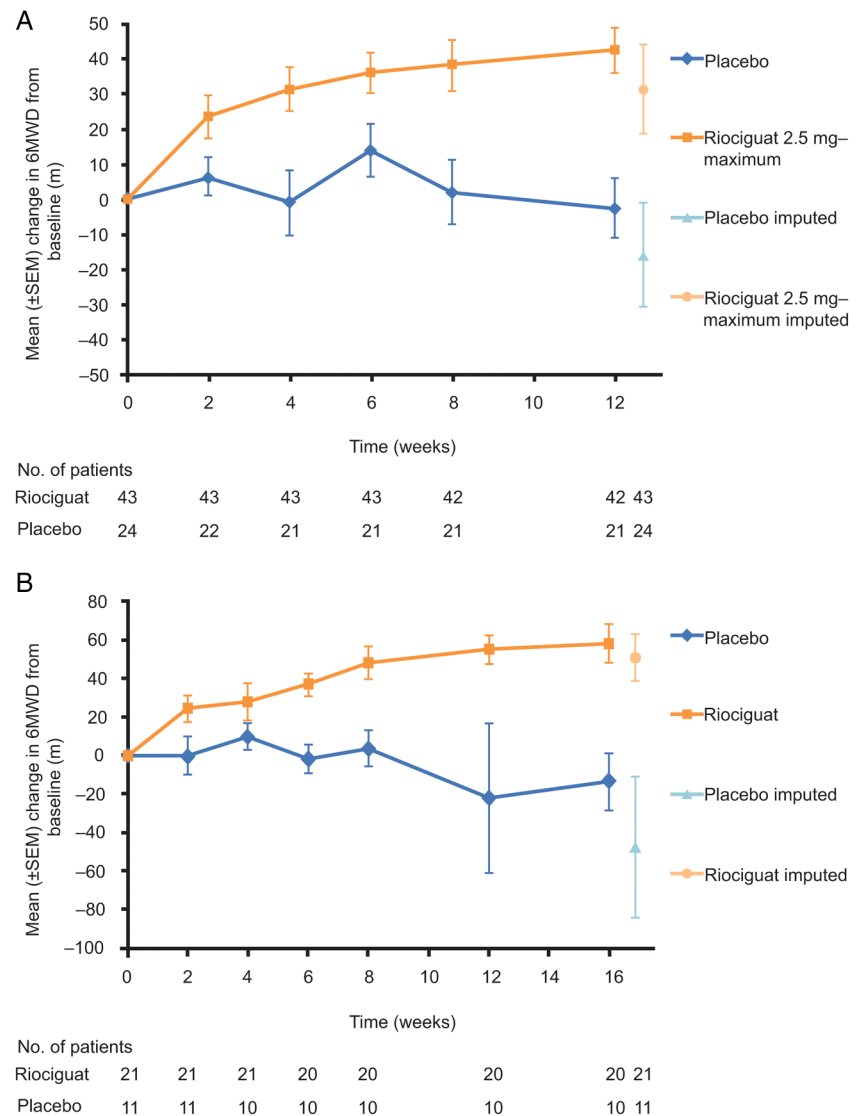 A
Mean (±SEM) change in 6MWD from
baseline (m)
50
40
30
20
10
0
–10
–20
–30
–40
–50
0 2 4 6 8 10 12
Time (weeks)
Placebo
Riociguat 2.5 mg–
maximum
Placebo imputed
Riociguat 2.5 mg–
maximum imputed
No. of patients
Riociguat 43 43 43 43 42 42 43
Placebo 24 22 21 21 21 21 24
B
Mean (±SEM) change in 6MWD from
baseline (m)
80
60
40
20
0
–20
–40
–60
–80
–100
0 2 4 6 8 10 12 14 16
Time (weeks)
Placebo
Riociguat
Placebo imputed
Riociguat imputed
No. of patients
Riociguat 21 21 21 20 20 20 20 21
Placebo 11 11 10 10 10 10 10 11